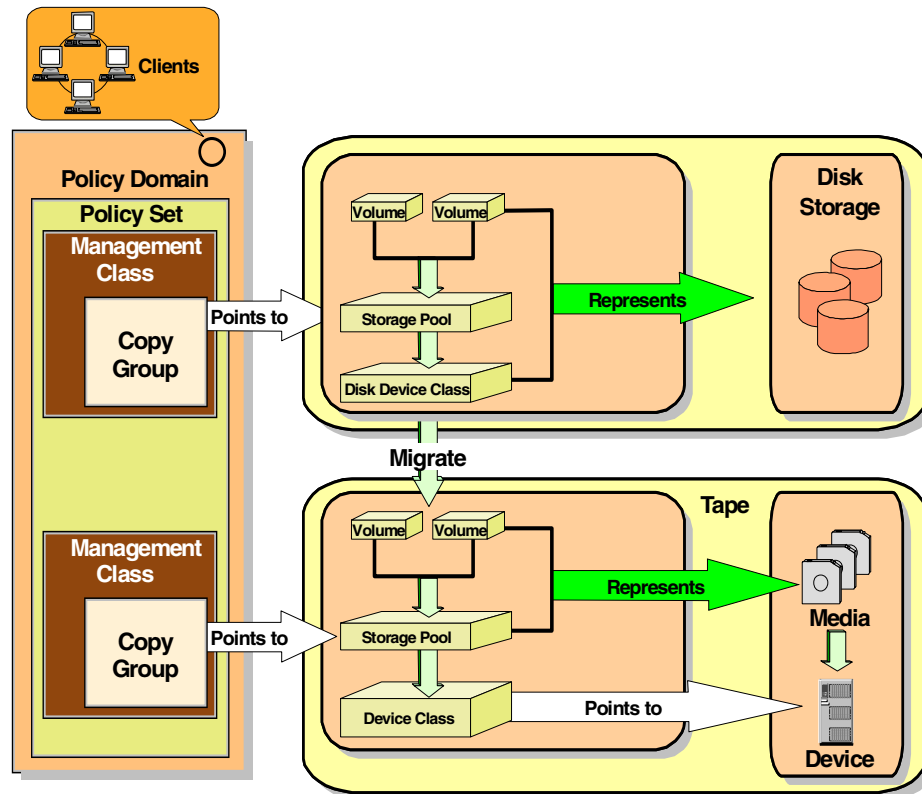 Clients
Policy Domain
Policy Set
Management
Class
Copy
Group
Points to
Volume
Volume
Storage Pool
Disk Device Class
Represents
Disk
Storage
Migrate
Management
Class
Copy
Group
Points to
Tape
Volume
Volume
Storage Pool
Device Class
Represents
Points to
Media
Device